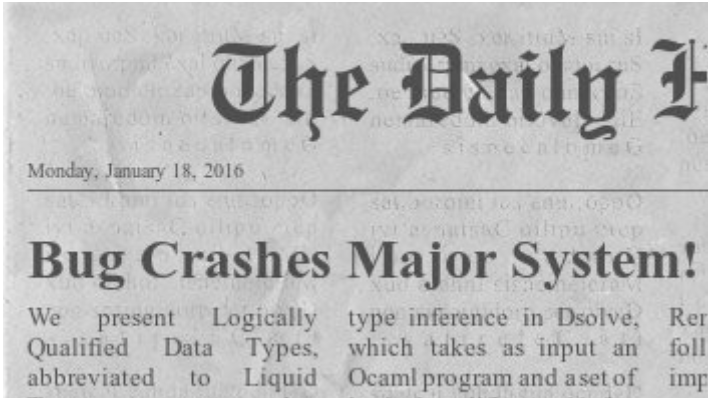 The Daily
Monday, January 18, 2016
Bug Crashes Major System!
We present Logically
Qualified Data Types,
abbreviated to Liquid
type inference in Dsolve,
which takes as input an
Ocaml program and a set of